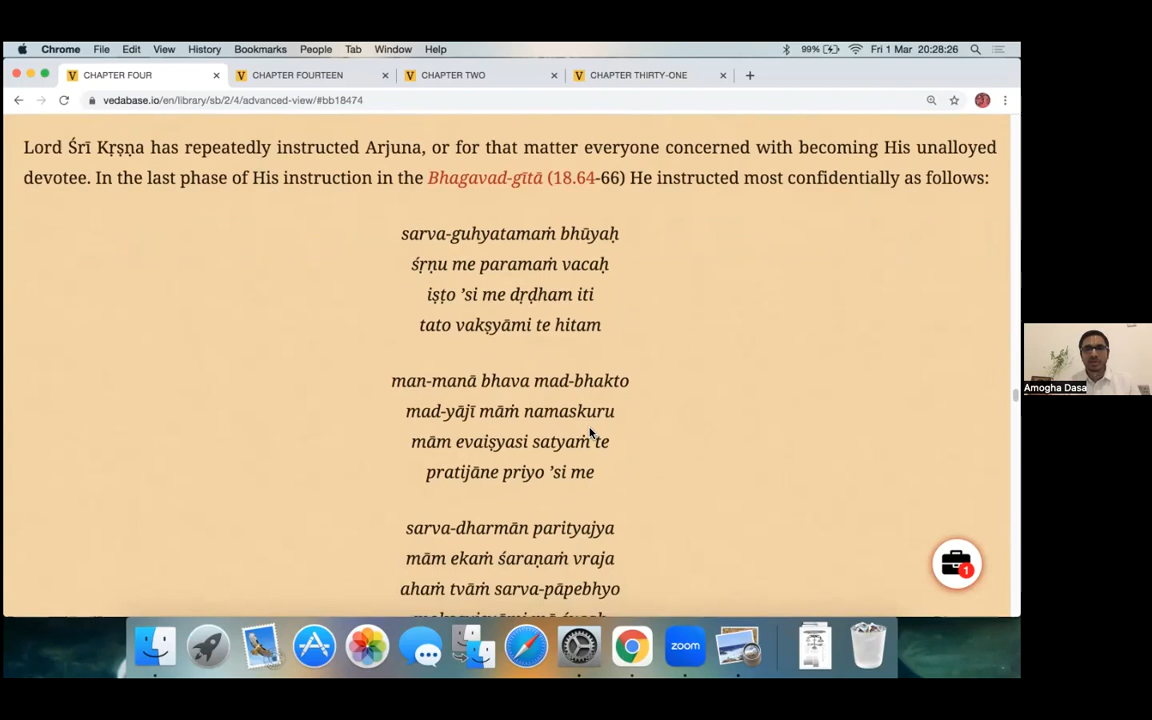 Chrome File Edit View History Bookmarks People Tab Window Help 99% Fri 1 Mar 20:28:26
CHAPTER FOUR CHAPTER FOURTEEN CHAPTER TWO CHAPTER THIRTY-ONE
vedabase.io/en/library/sb/2/4/advanced-view/#bb18474
Lord Śrī Kṛṣṇa has repeatedly instructed Arjuna, or for that matter everyone concerned with becoming His unalloyed
devotee. In the last phase of His instruction in the Bhagavad-gītā (18.64-66) He instructed most confidentially as follows:
sarva-guhyatamaṁ bhūyaḥ
śṛṇu me paramaṁ vacaḥ
iṣṭo ’si me dṛḍham iti
tato vakṣyāmi te hitam
man-manā bhava mad-bhakto
mad-yājī māṁ namaskuru
mām evaiṣyasi satyaṁ te
pratijāne priyo ’si me
sarva-dharmān parityajya
mām ekaṁ śaraṇaṁ vraja
ahaṁ tvāṁ sarva-pāpebhyo
1
Amogha Dasa
zoom